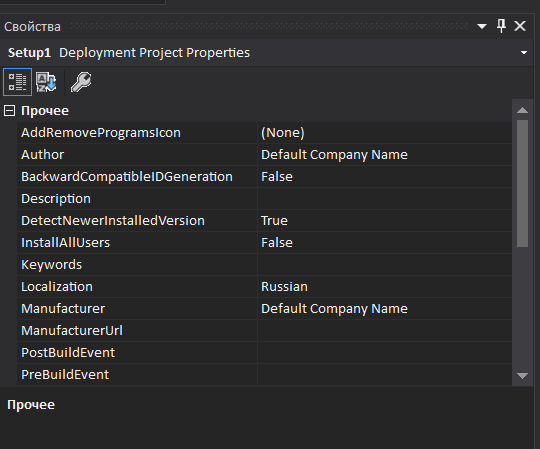 Свойства
Setup1 Deployment Project Properties
Прочее
AddRemoveProgramsIcon (None)
Author Default Company Name
BackwardCompatibleIDGeneration False
Description
DetectNewerInstalledVersion True
InstallAllUsers False
Keywords
Localization Russian
Manufacturer Default Company Name
ManufacturerUrl
PostBuildEvent
PreBuildEvent
Прочее